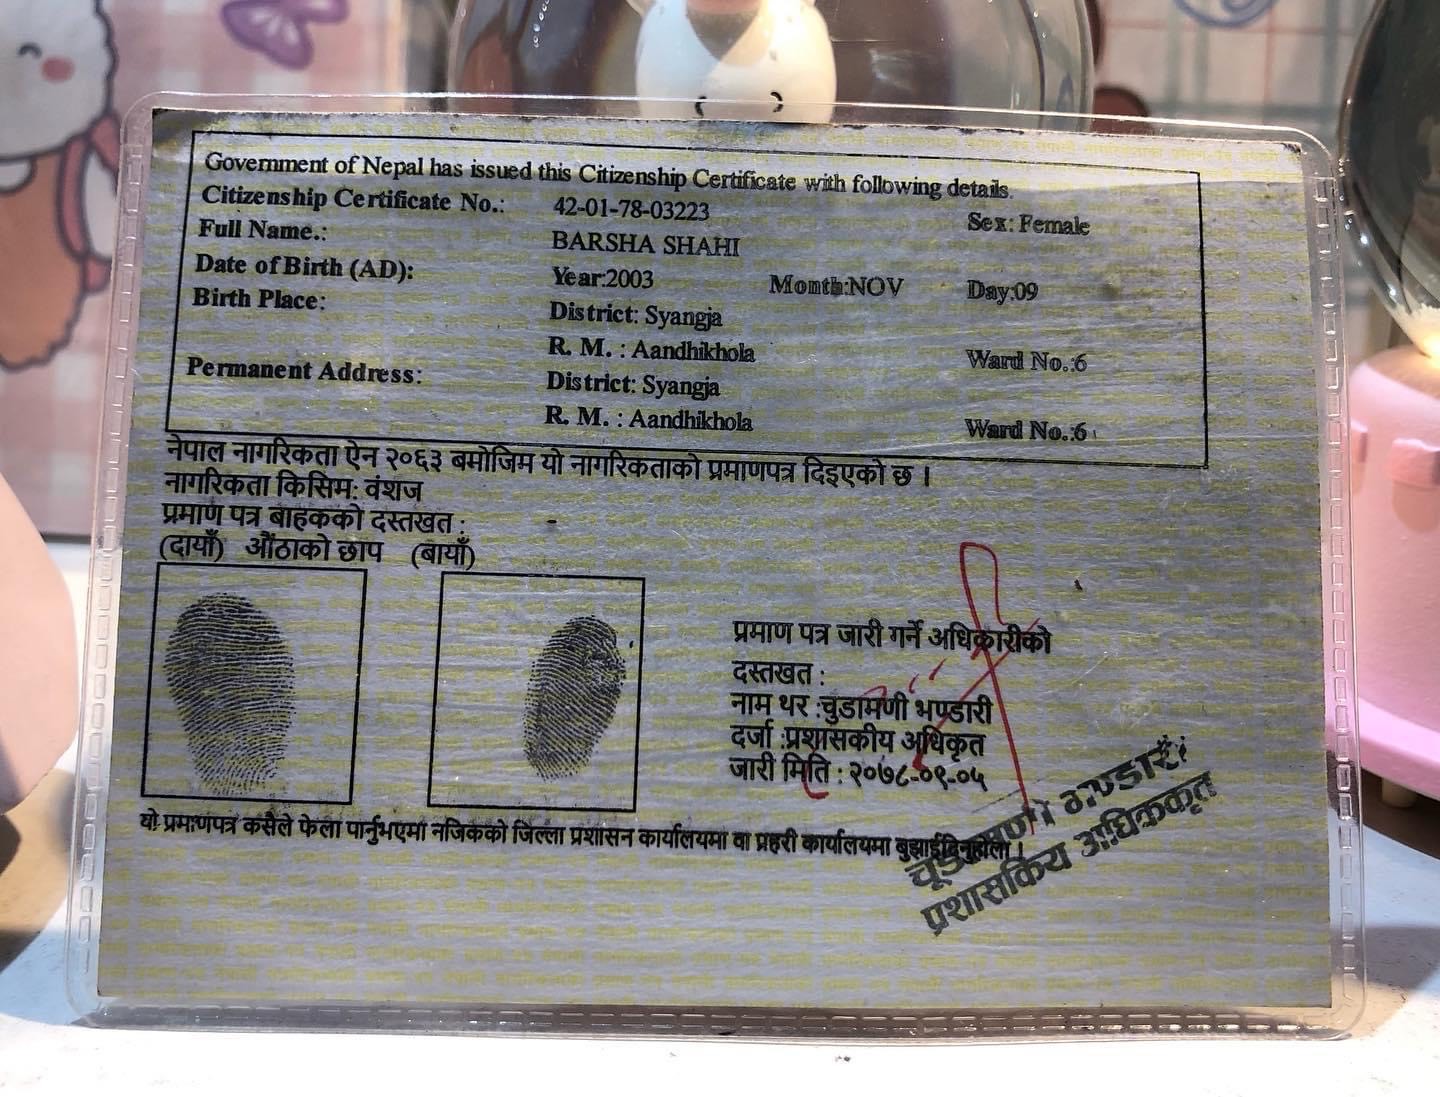 Government of Nepal has issued this Citizenship Certificate with following details.
Citizenship Certificate No.: 42-01-78-03223 Sex: Female
Full Name.: BARSHA SHAHI
Date of Birth (AD): Year:2003 Month:NOV Day:09
Birth Place: District: Syangja
R. M. : Aandhikhola Ward No.:6
Permanent Address: District: Syangja
R. M. : Aandhikhola Ward No.:6
नेपाल नागरिकता ऐन २०६३ बमोजिम यो नागरिकताको प्रमाणपत्र दिइएको छ ।
नागरिकता किसिम: वंशज
प्रमाण पत्र बाहकको दस्तखत :
(दायाँ) औंठाको छाप (बायाँ)
प्रमाण पत्र जारी गर्ने अधिकारीको
दस्तखत :
नाम थर :चुडामणी भण्डारी
दर्जा :प्रशासकीय अधिकृत
जारी मिति : २०७८-०९-०५
यो प्रमाणपत्र कसैले फेला पार्नुभएमा नजिकको जिल्ला प्रशासन कार्यालयमा वा प्रहरी कार्यालयमा बुझाईदिनुहोला ।
चूडामणी भण्डारी
प्रशासकिय अधिककृत